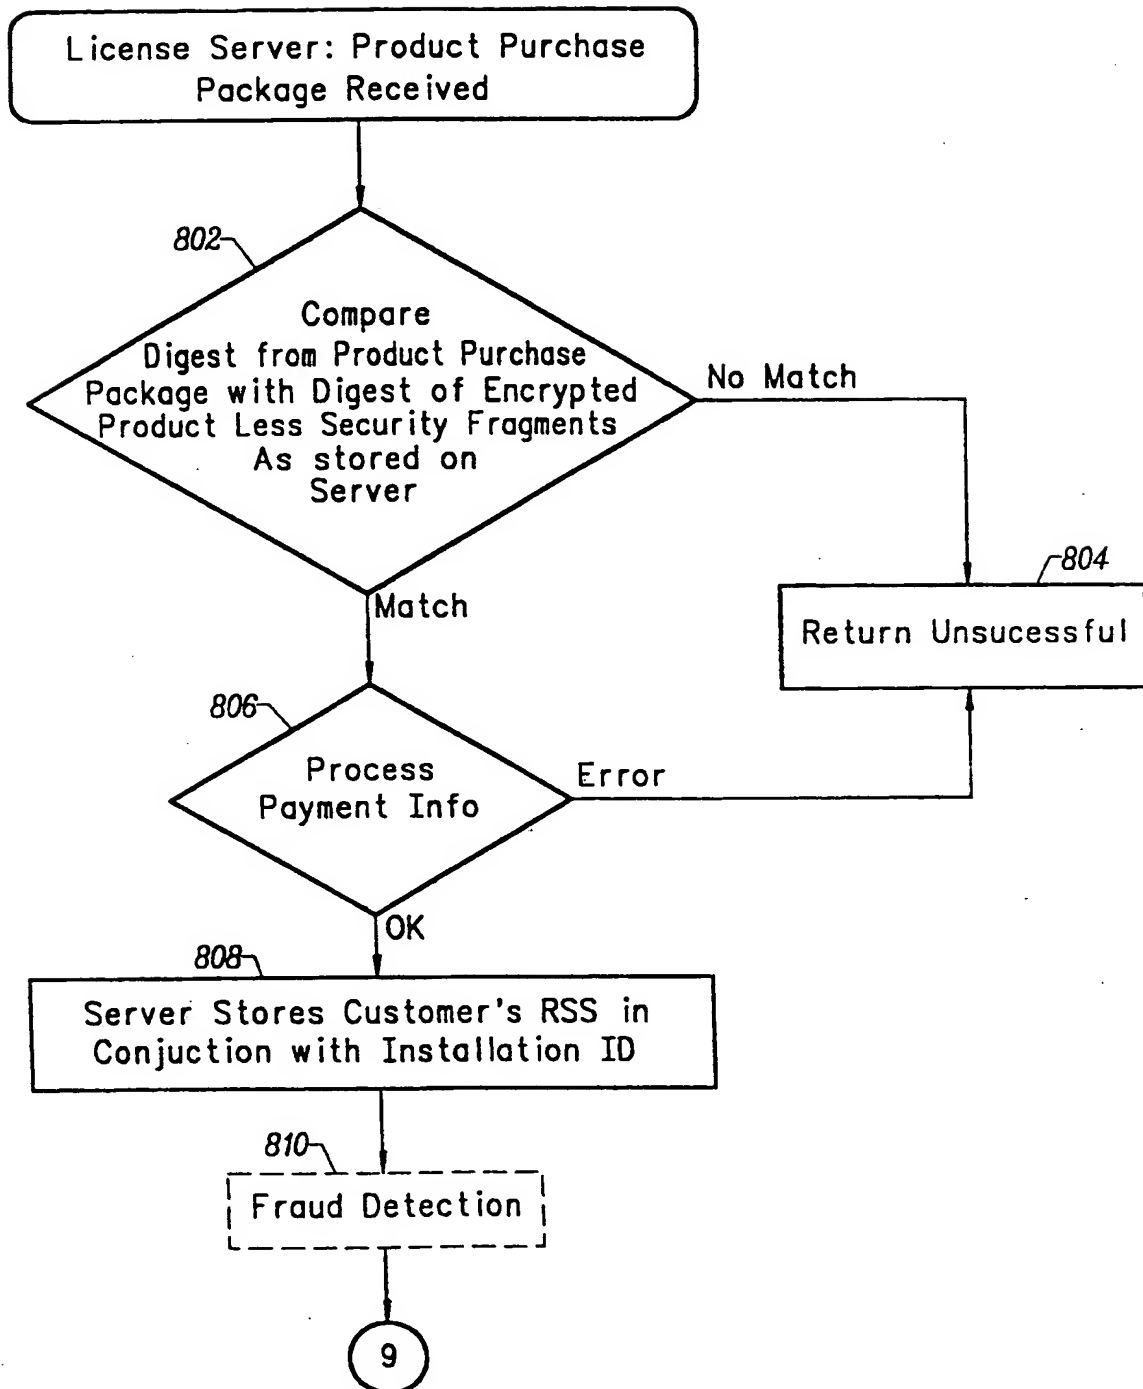 License Server: Product Purchase
Package Received
802
Compare
Digest from Product Purchase
Package with Digest of Encrypted
Product Less Security Fragments
As stored on
Server
No Match
804
Return Unsucessful
Match
806
Process
Payment Info
Error
OK
808
Server Stores Customer's RSS in
Conjuction with Installation ID
810
Fraud Detection
9